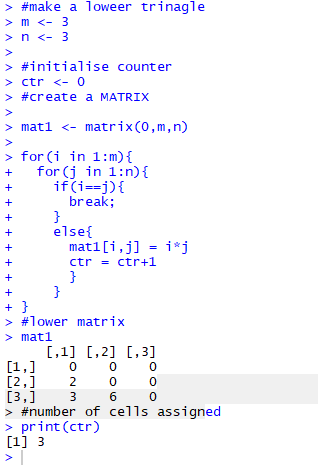 > #make a loweer trinagle
> m <- 3
> n <- 3
>
> #initialise counter
> ctr <- 0
> #create a MATRIX
>
> mat1 <- matrix(0,m,n)
>
> for(i in 1:m){
+   for(j in 1:n){
+     if(i==j){
+       break;
+     }
+     else{
+       mat1[i,j] = i*j
+       ctr = ctr+1
+       }
+     }
+ }
> #lower matrix
> mat1
     [,1] [,2] [,3]
[1,]    0    0    0
[2,]    2    0    0
[3,]    3    6    0
> #number of cells assigned
> print(ctr)
[1] 3
>